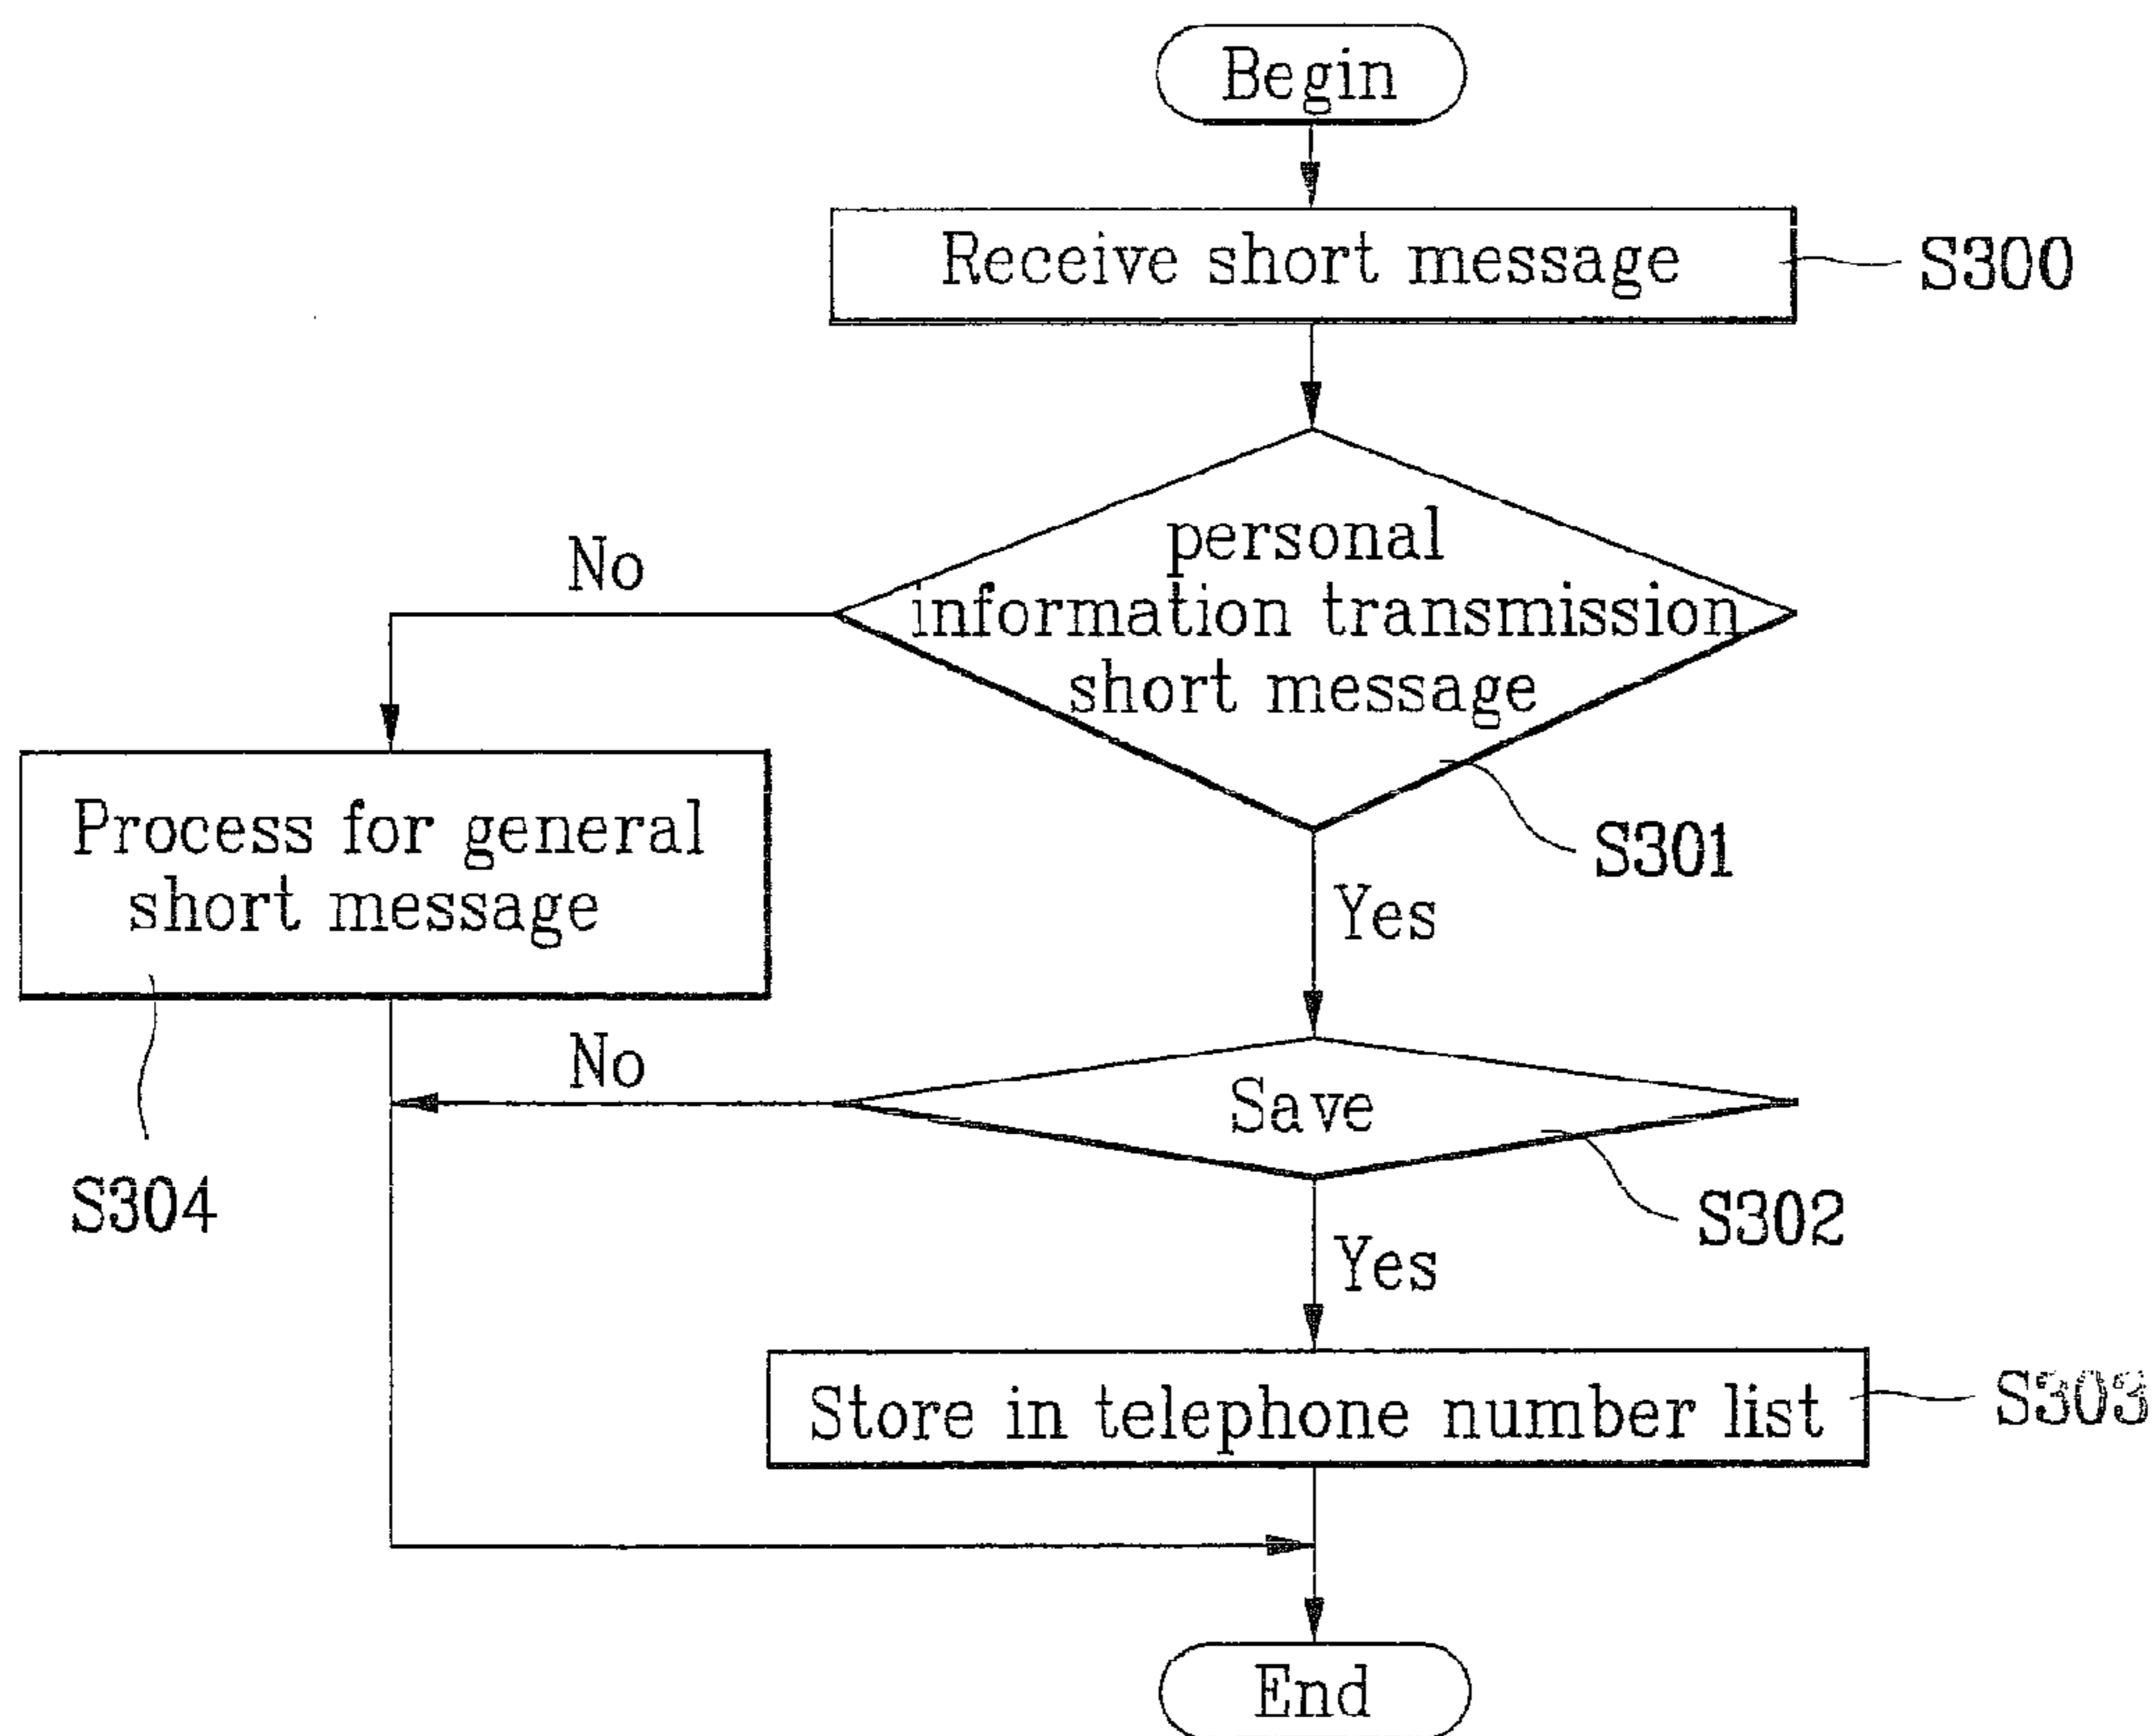 Begin
Receive short message
S300
personal
information transmission
short message
No
S301
Process for general
short message
Yes
No
Save
S304
S302
Yes
Store in telephone number list
S303
End